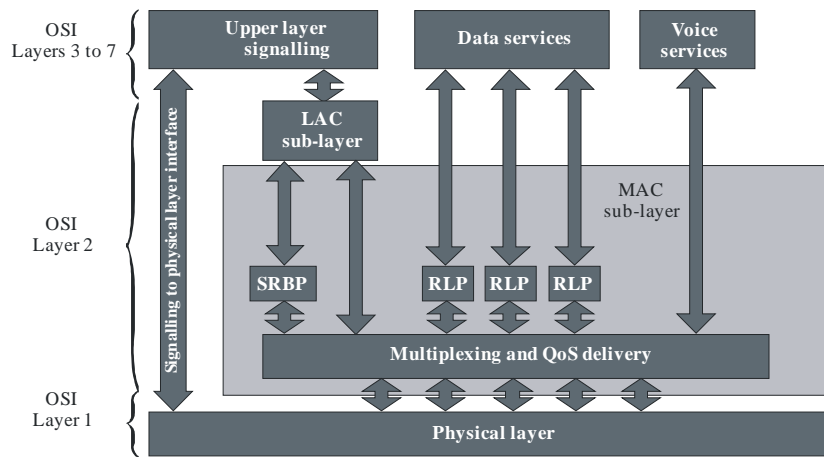 OSI
Layers 3 to 7
Upper layer
signalling
Data services
Voice
services
LAC
sub-layer
Signalling to physical layer interface
MAC
sub-layer
OSI
Layer 2
SRBP
RLP
RLP
RLP
Multiplexing and QoS delivery
OSI
Layer 1
Physical layer